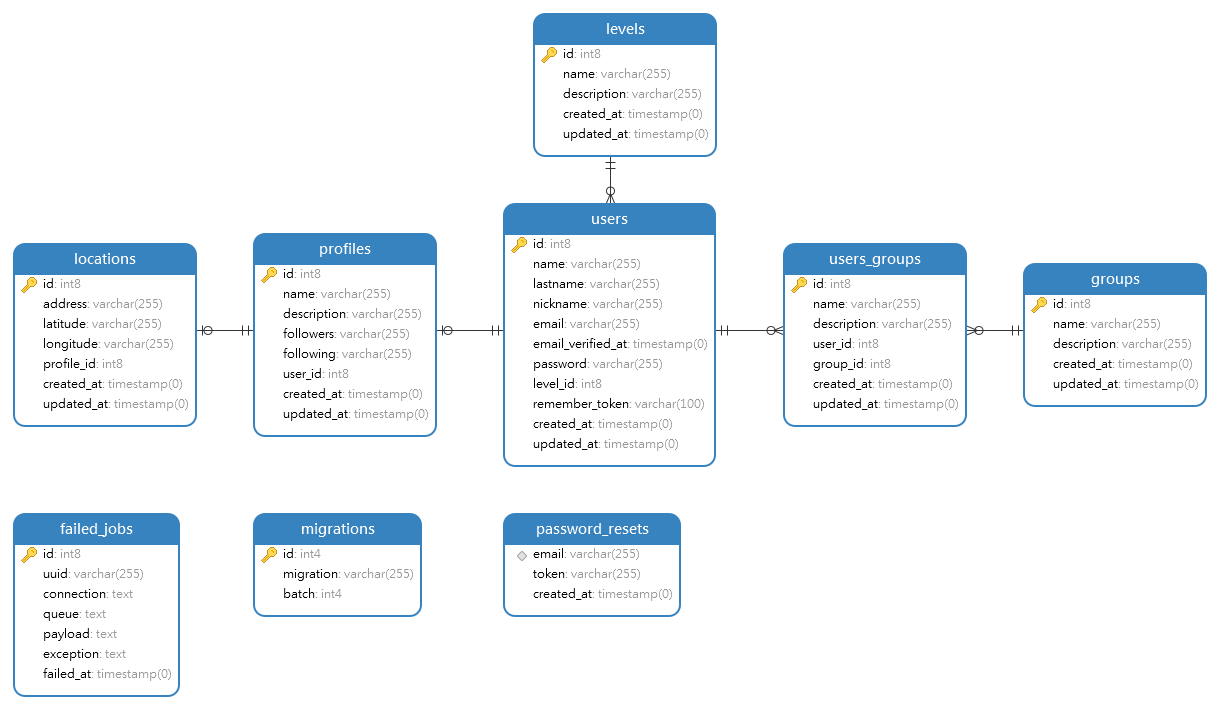 levels
id: int8
name: varchar(255)
description: varchar(255)
created_at: timestamp(0)
updated_at: timestamp(0)
locations
id: int8
address: varchar(255)
latitude: varchar(255)
longitude: varchar(255)
profile_id: int8
created_at: timestamp(0)
updated_at: timestamp(0)
profiles
id: int8
name: varchar(255)
description: varchar(255)
followers: varchar(255)
following: varchar(255)
user_id: int8
created_at: timestamp(0)
updated_at: timestamp(0)
users
id: int8
name: varchar(255)
lastname: varchar(255)
nickname: varchar(255)
email: varchar(255)
email_verified_at: timestamp(0)
password: varchar(255)
level_id: int8
remember_token: varchar(100)
created_at: timestamp(0)
updated_at: timestamp(0)
users_groups
id: int8
name: varchar(255)
description: varchar(255)
user_id: int8
group_id: int8
created_at: timestamp(0)
updated_at: timestamp(0)
groups
id: int8
name: varchar(255)
description: varchar(255)
created_at: timestamp(0)
updated_at: timestamp(0)
failed_jobs
id: int8
uuid: varchar(255)
connection: text
queue: text
payload: text
exception: text
failed_at: timestamp(0)
migrations
id: int4
migration: varchar(255)
batch: int4
password_resets
email: varchar(255)
token: varchar(255)
created_at: timestamp(0)